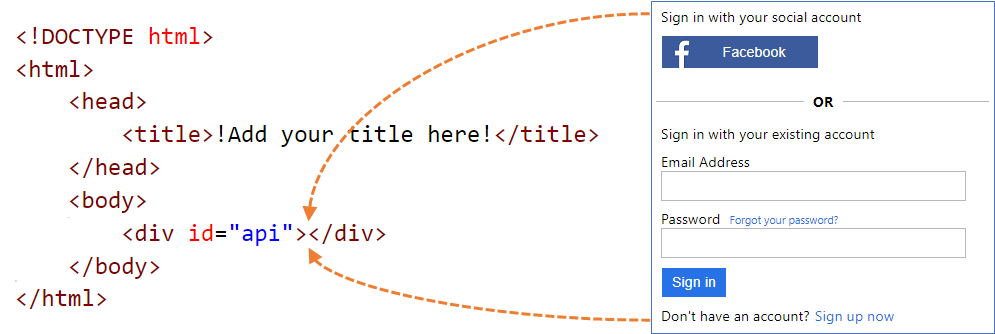 <!DOCTYPE html>
<html>
<head>
<title>!Add your title here!</title>
</head>
<body>
<div id="api"></div>
</body>
</html>
Sign in with your social account
f Facebook
OR
Sign in with your existing account
Email Address
Password Forgot your password?
Sign in
Don't have an account? Sign up now